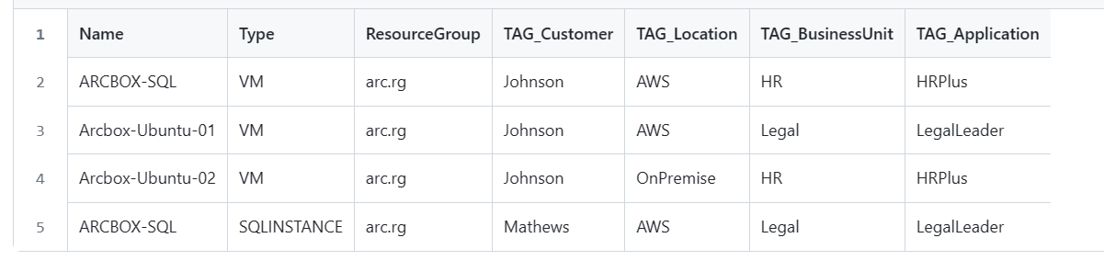 1 Name Type ResourceGroup TAG_Customer TAG_Location TAG_BusinessUnit TAG_Application
2 ARCBOX-SQL VM arc.rg Johnson AWS HR HRPlus
3 Arcbox-Ubuntu-01 VM arc.rg Johnson AWS Legal LegalLeader
4 Arcbox-Ubuntu-02 VM arc.rg Johnson OnPremise HR HRPlus
5 ARCBOX-SQL SQLINSTANCE arc.rg Mathews AWS Legal LegalLeader